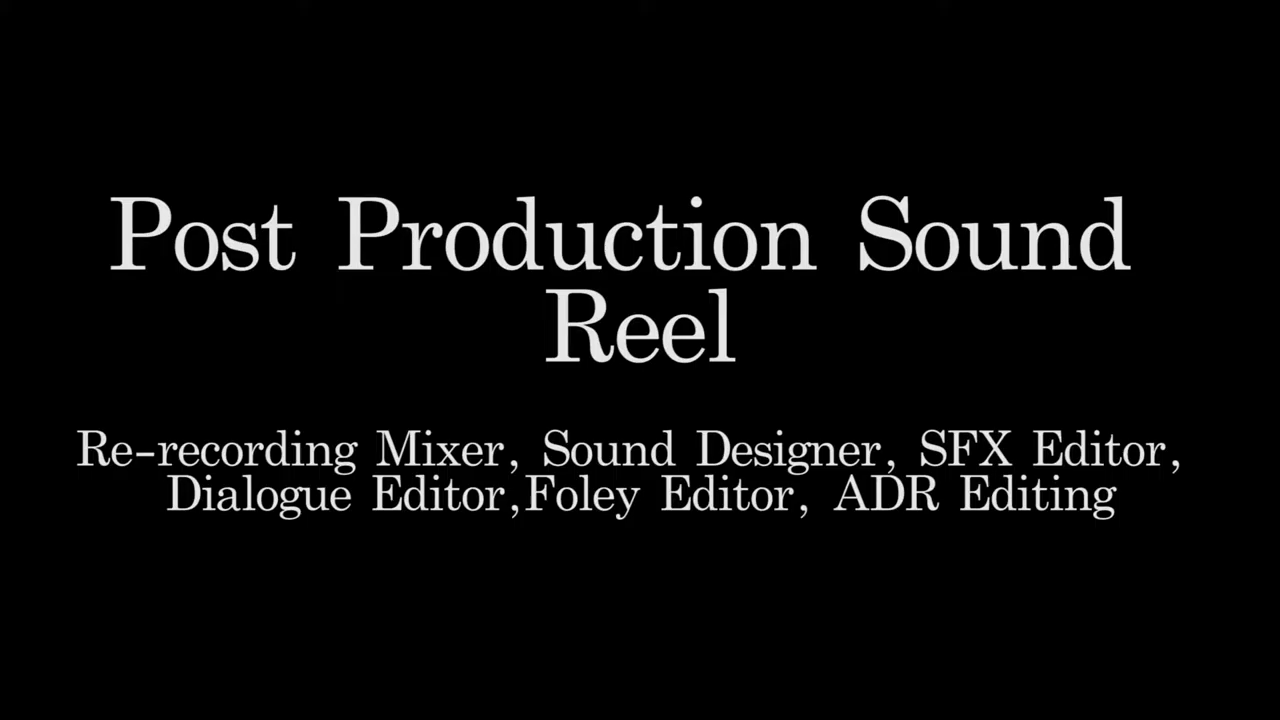 Post Production Sound
Reel
Re-recording Mixer, Sound Designer, SFX Editor,
Dialogue Editor,Foley Editor, ADR Editing